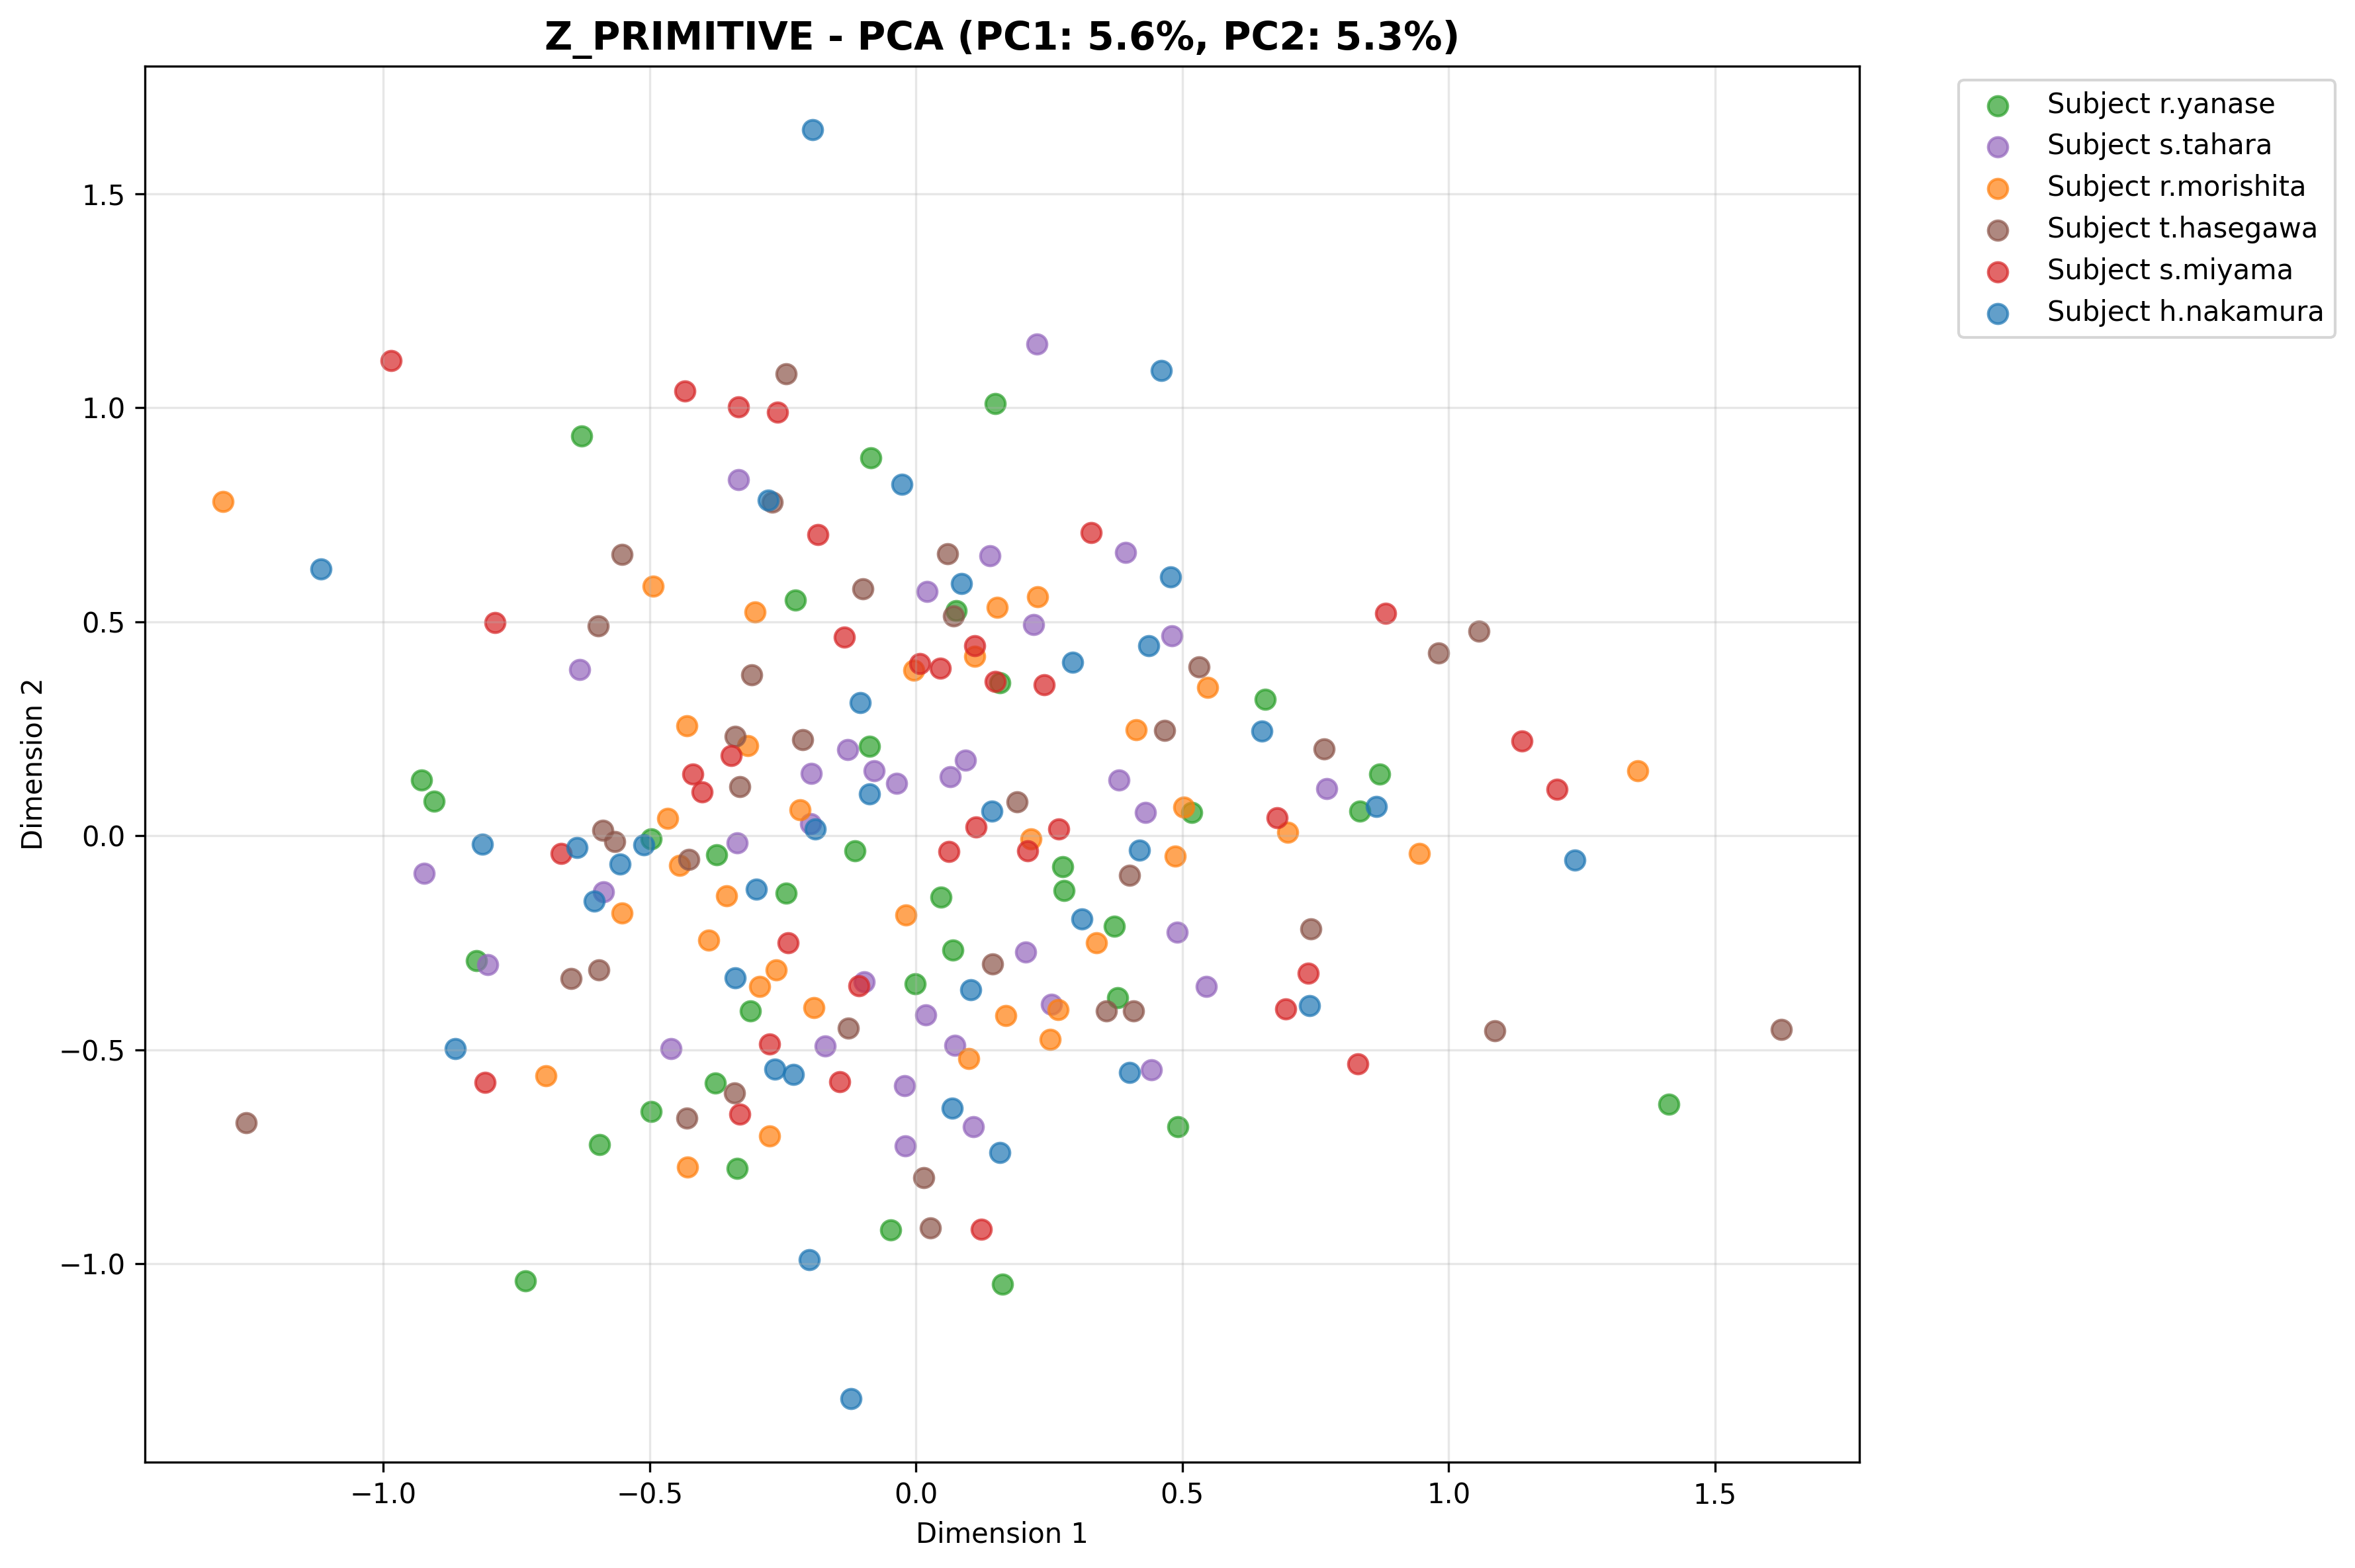 Z_PRIMITIVE - PCA (PC1: 5.6%, PC2: 5.3%)
Subject r.yanase
Subject s.tahara
Subject r.morishita
Subject t.hasegawa
Subject s.miyama
Subject h.nakamura
Dimension 2
1.5
1.0
0.5
0.0
−0.5
−1.0
−1.0 −0.5 0.0 0.5 1.0 1.5
Dimension 1